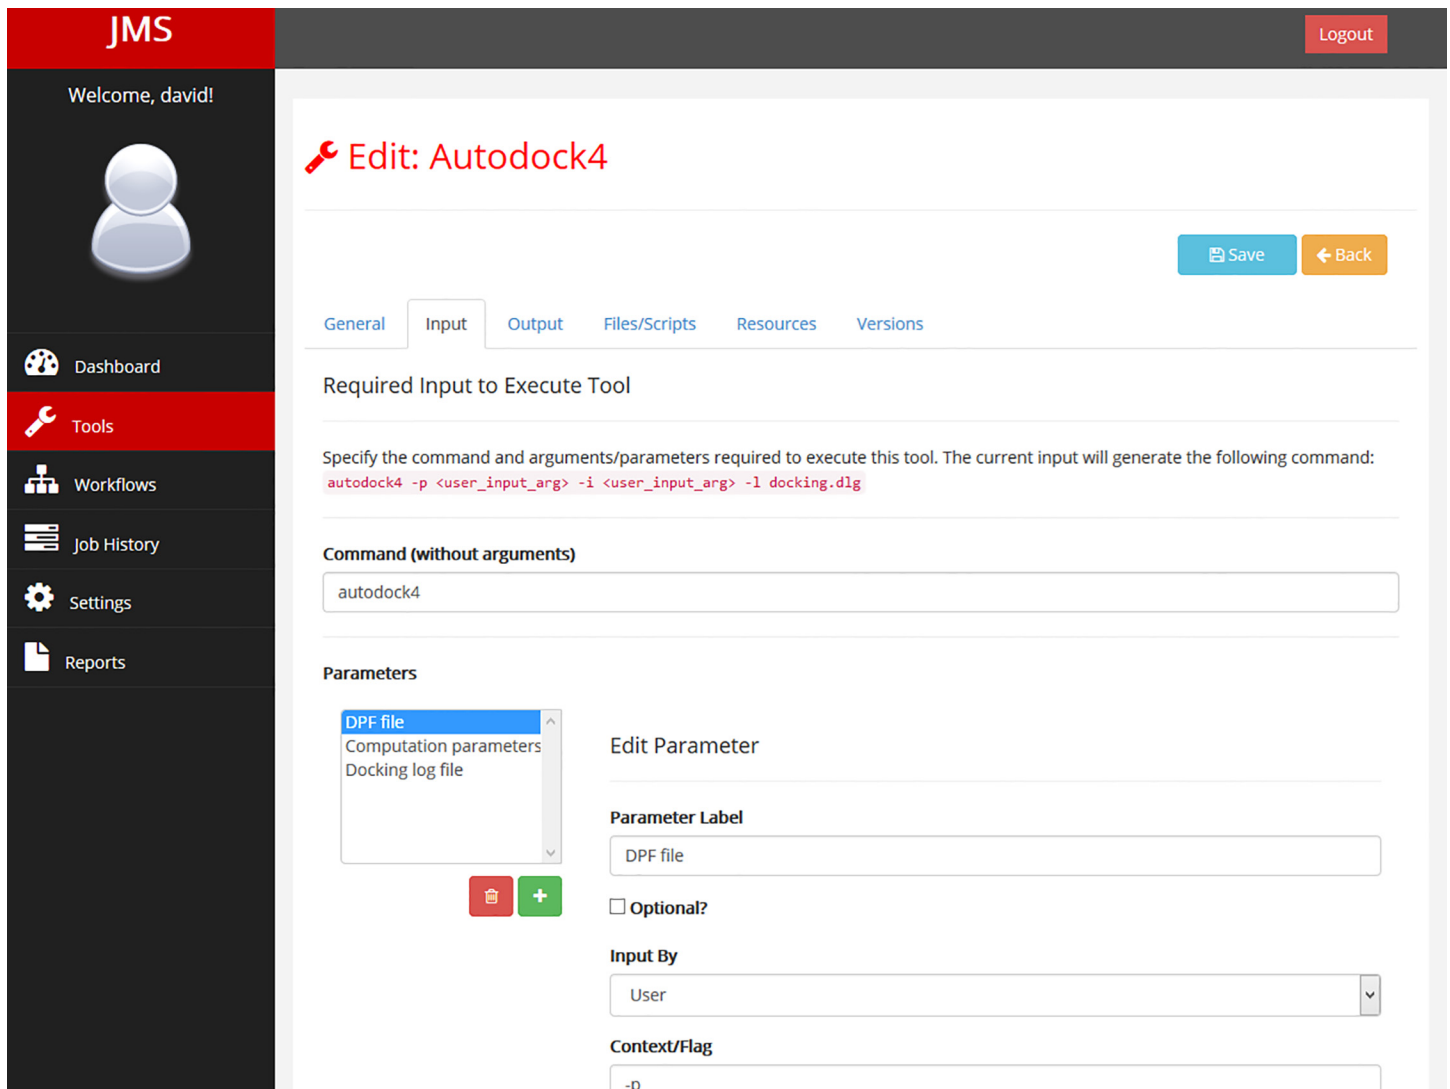 JMS
Logout
Welcome, david!
Edit: Autodock4
Save
Back
General Input Output Files/Scripts Resources Versions
Dashboard
Tools
Workflows
Job History
Settings
Reports
Required Input to Execute Tool
Specify the command and arguments/parameters required to execute this tool. The current input will generate the following command:
autodock4 -p <user_input_arg> -i <user_input_arg> -l docking.dlg
Command (without arguments)
autodock4
Parameters
DPF file
Computation parameters
Docking log file
Edit Parameter
Parameter Label
DPF file
Optional?
Input By
User
Context/Flag
-p